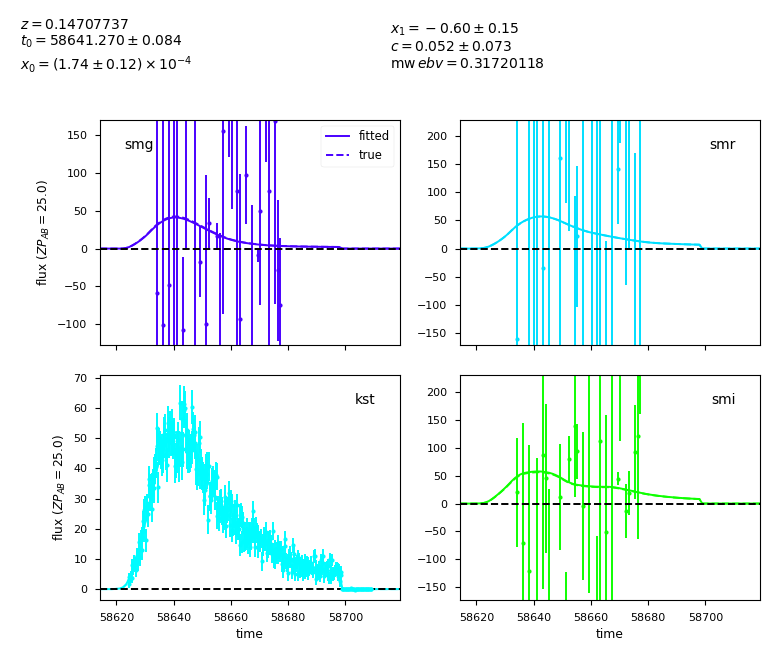 z = 0.14707737
t0 = 58641.270 ± 0.084
x0 = (1.74 ± 0.12) × 10^−4
x1 = −0.60 ± 0.15
c = 0.052 ± 0.073
mw ebv = 0.31720118
150
100
50
0
−50
−100
flux (ZP_AB = 25.0)
smg
fitted
true
200
150
100
50
0
−50
−100
−150
smr
70
60
50
40
30
20
10
0
flux (ZP_AB = 25.0)
kst
58620 58640 58660 58680 58700
time
200
150
100
50
0
−50
−100
−150
smi
58620 58640 58660 58680 58700
time